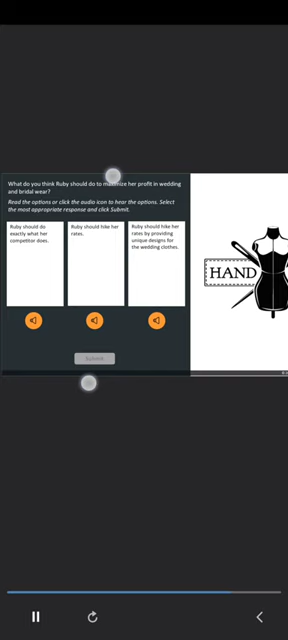 What do you think Ruby should do to maximize her profit in wedding
and bridal wear?
Read the options or click the audio icon to hear the options. Select
the most appropriate response and click Submit.
Ruby should do
exactly what her
competitor does.
Ruby should hike her
rates.
Ruby should hike her
rates by providing
unique designs for
the wedding clothes.
Submit
HAND